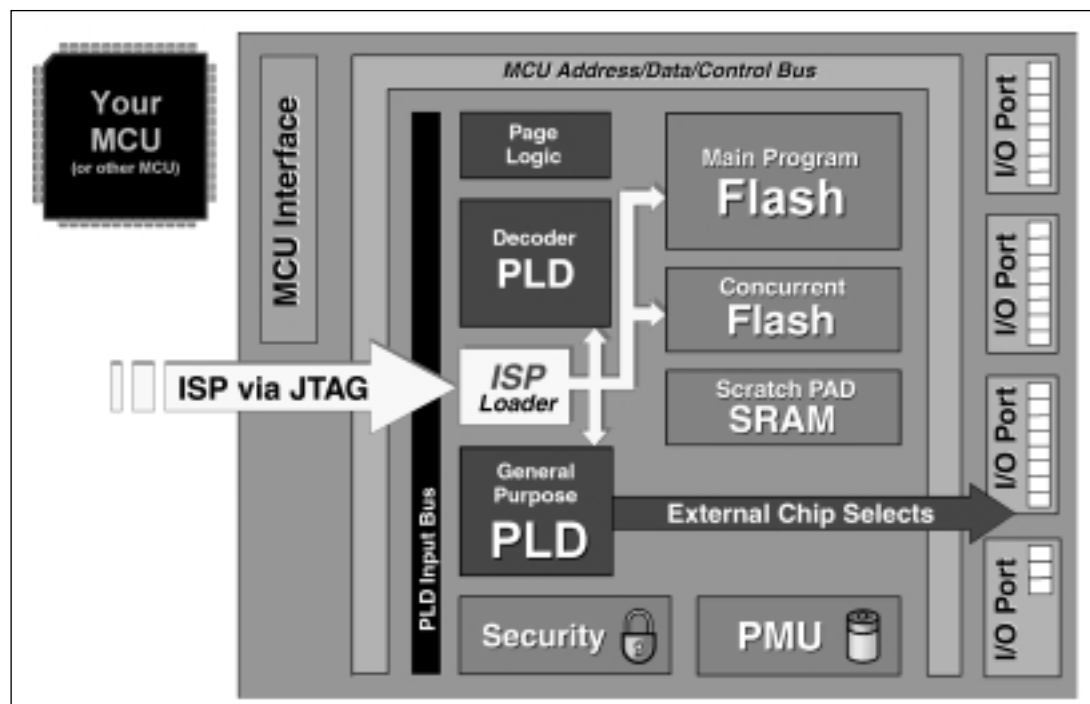 Your
MCU
(or other MCU)
MCU Interface
MCU Address/Data/Control Bus
PLD Input Bus
Page
Logic
Decoder
PLD
ISP via JTAG
ISP
Loader
General
Purpose
PLD
Main Program
Flash
Concurrent
Flash
Scratch PAD
SRAM
External Chip Selects
Security
PMU
I/O Port
I/O Port
I/O Port
I/O Port